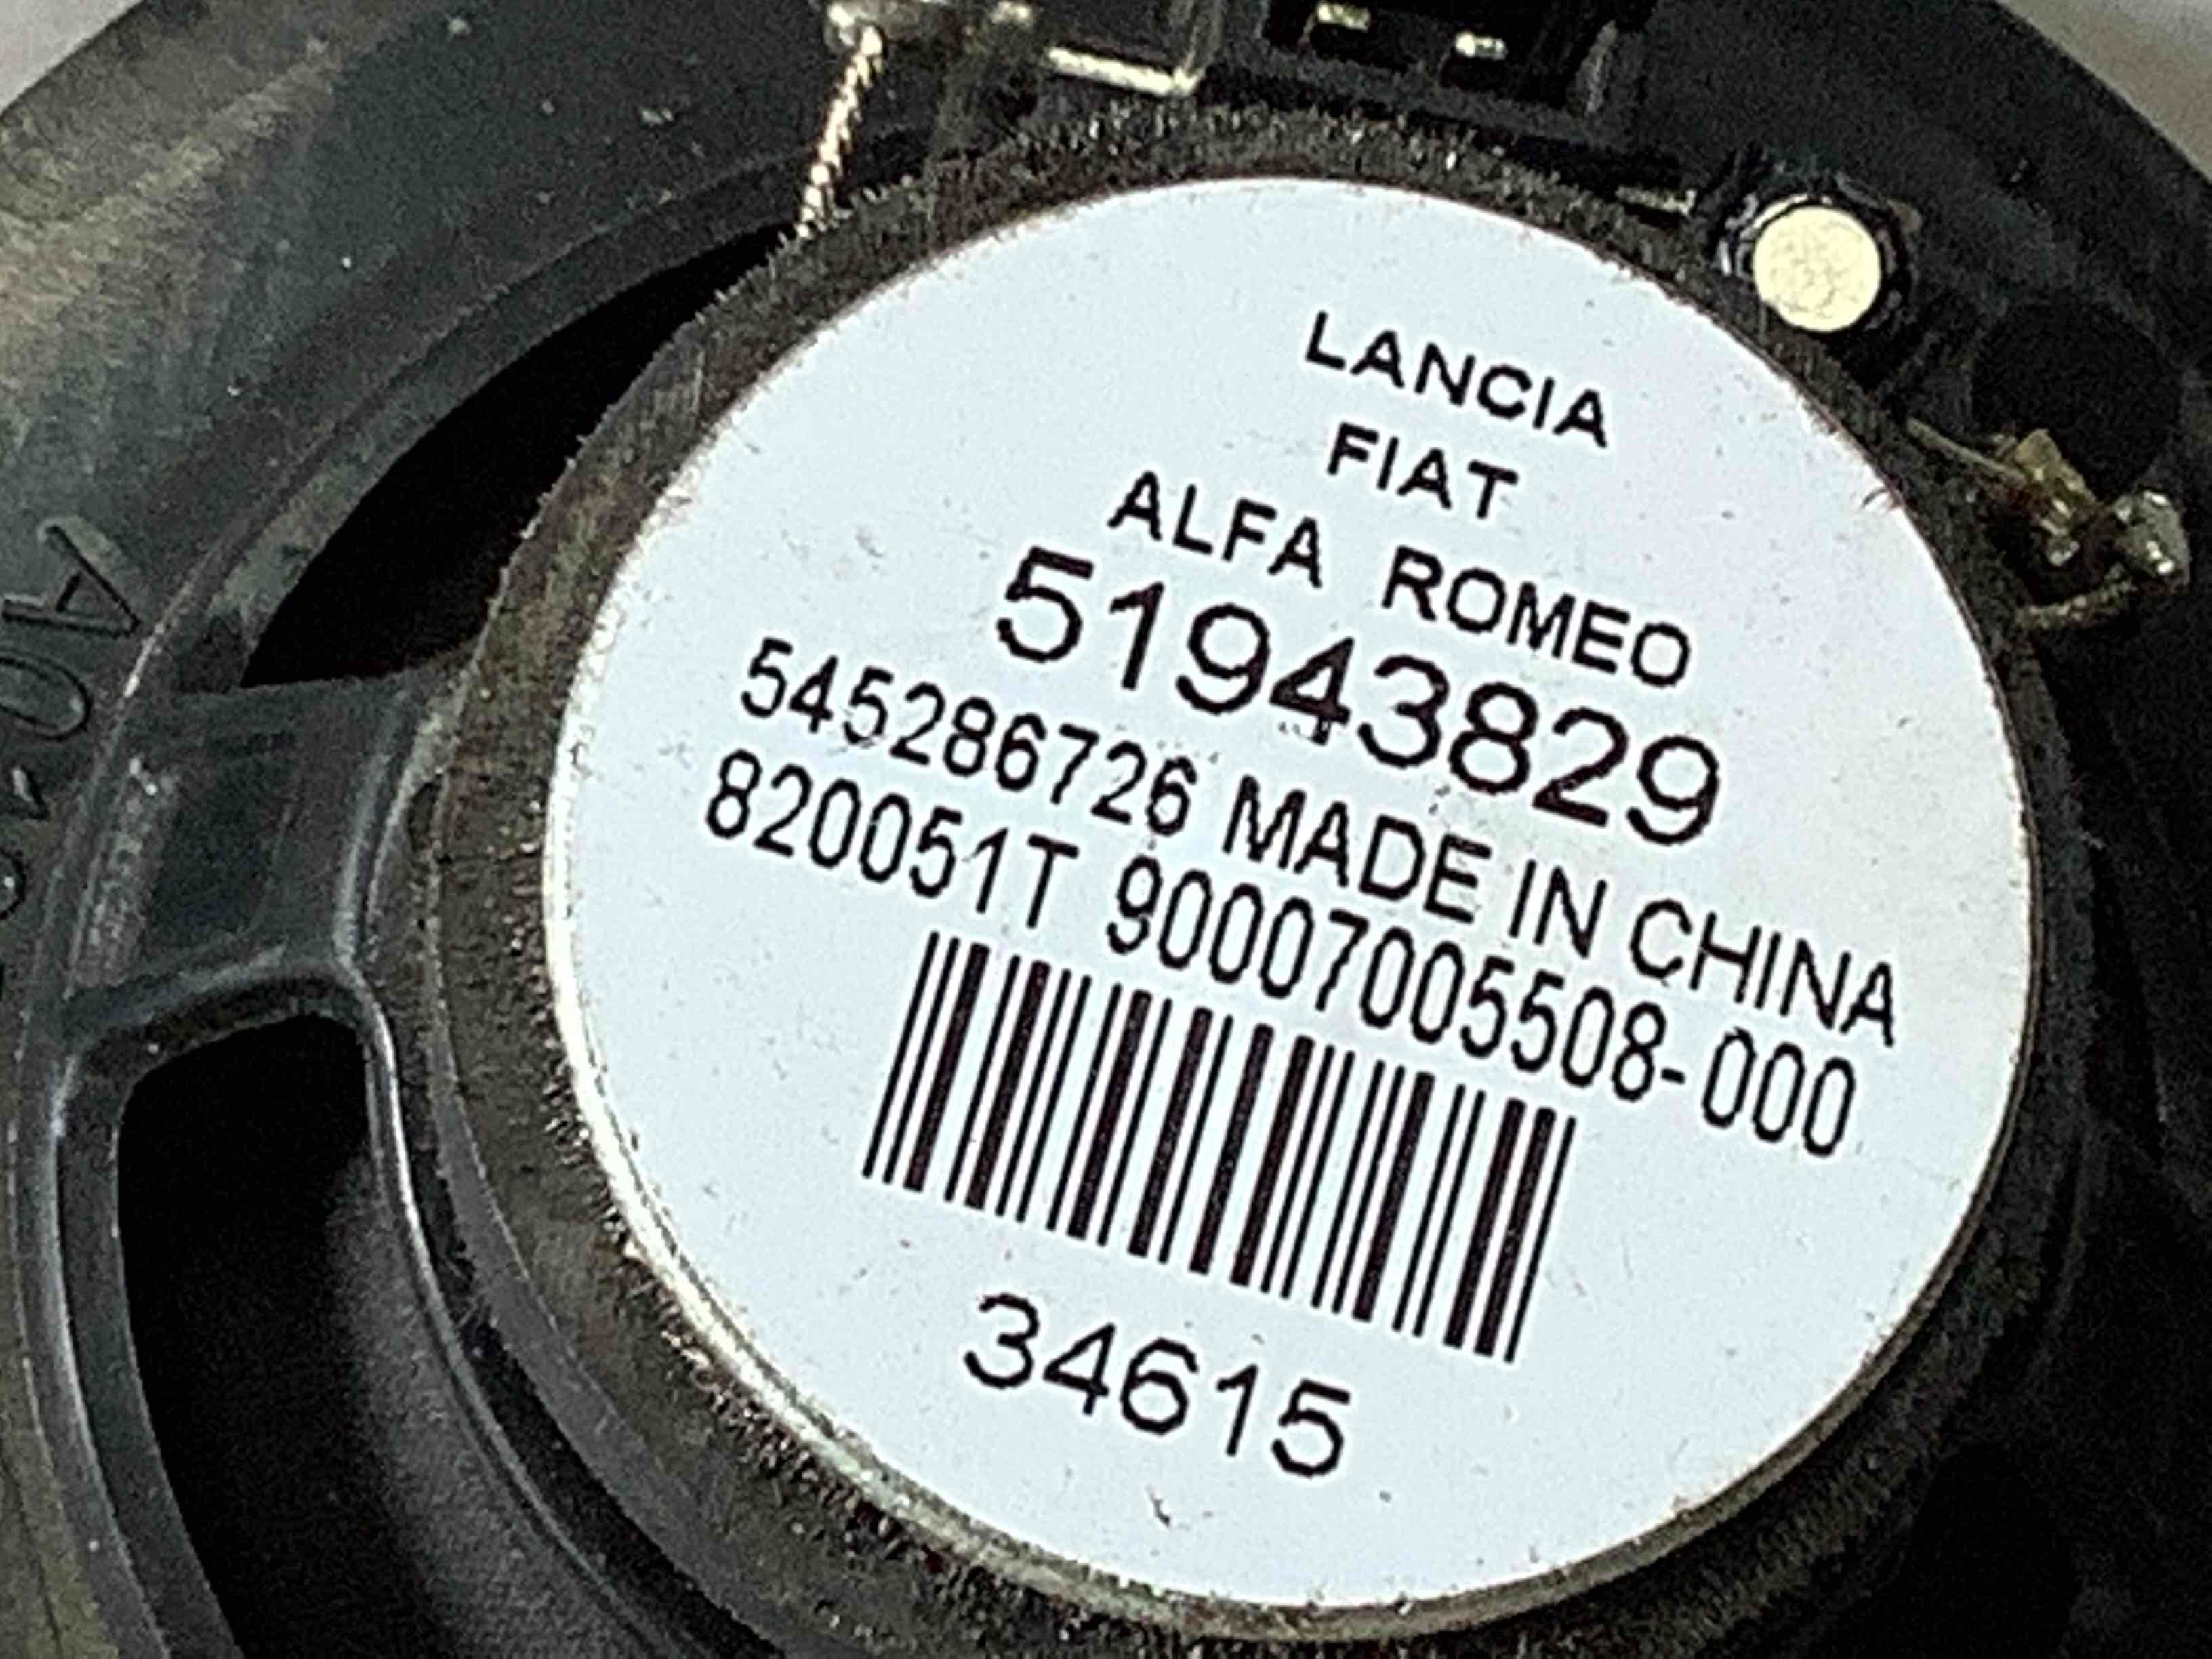 LANCIA
FIAT
ALFA ROMEO
51943829
545286726 MADE IN CHINA
820051T 90007005508-000
34615